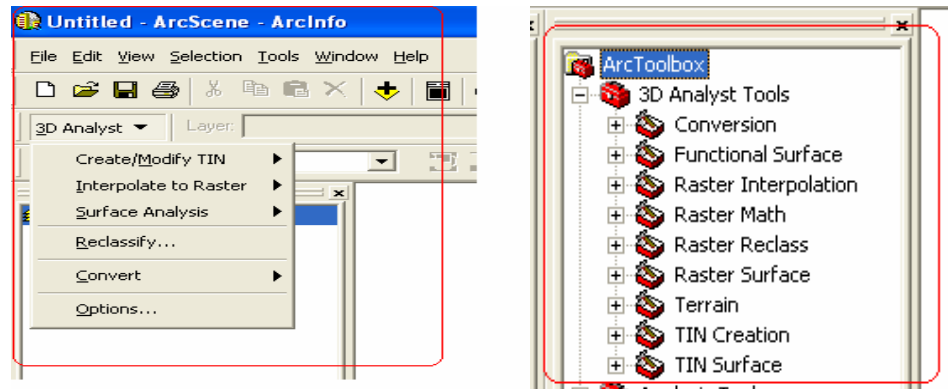 Untitled - ArcScene - ArcInfo
File Edit View Selection Tools Window Help
3D Analyst Layer:
Create/Modify TIN
Interpolate to Raster
Surface Analysis
Reclassify...
Convert
Options...
ArcToolbox
3D Analyst Tools
Conversion
Functional Surface
Raster Interpolation
Raster Math
Raster Reclass
Raster Surface
Terrain
TIN Creation
TIN Surface